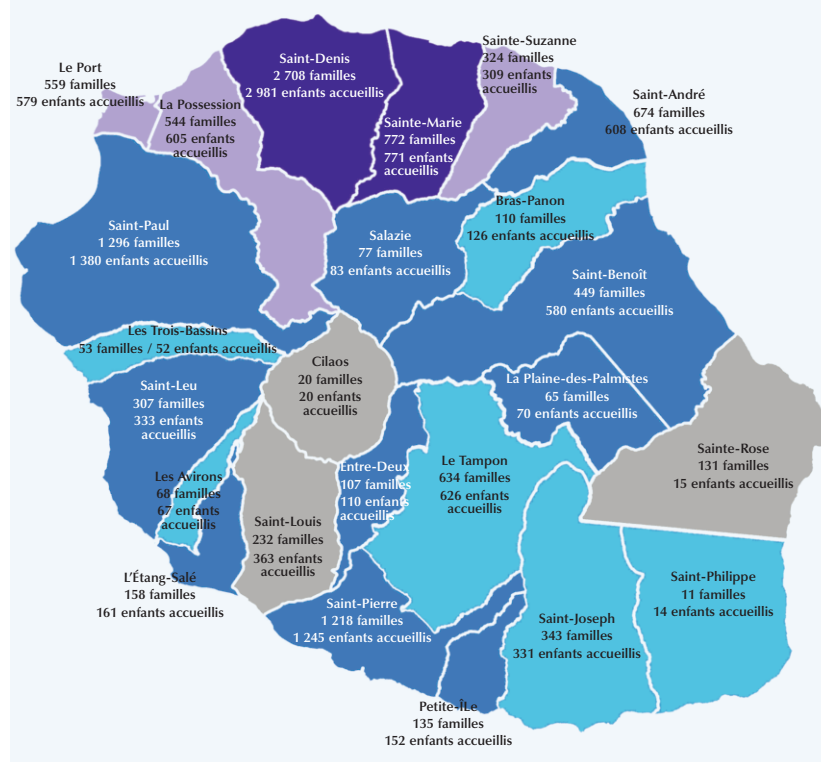 Saint-Denis
2 708 familles
2 981 enfants accueillis
Sainte-Suzanne
324 familles
309 enfants
accueillis
Le Port
559 familles
579 enfants accueillis
La Possession
544 familles
605 enfants
accueillis
Sainte-Marie
772 familles
771 enfants
accueillis
Saint-André
674 familles
608 enfants accueillis
Saint-Paul
1 296 familles
1 380 enfants accueillis
Salazie
77 familles
83 enfants accueillis
Bras-Panon
110 familles
126 enfants accueillis
Saint-Benoît
449 familles
580 enfants accueillis
Les Trois-Bassins
53 familles / 52 enfants accueillis
Cilaos
20 familles
20 enfants
accueillis
Saint-Leu
307 familles
333 enfants
accueillis
La Plaine-des-Palmistes
65 familles
70 enfants accueillis
Sainte-Rose
131 familles
15 enfants accueillis
Les Avirons
68 familles
67 enfants
accueillis
Entre-Deux
107 familles
110 enfants
accueillis
Le Tampon
634 familles
626 enfants
accueillis
Saint-Louis
232 familles
363 enfants
accueillis
L'Étang-Salé
158 familles
161 enfants accueillis
Saint-Pierre
1 218 familles
1 245 enfants accueillis
Saint-Joseph
343 familles
331 enfants accueillis
Saint-Philippe
11 familles
14 enfants accueillis
Petite-ÎLe
135 familles
152 enfants accueillis